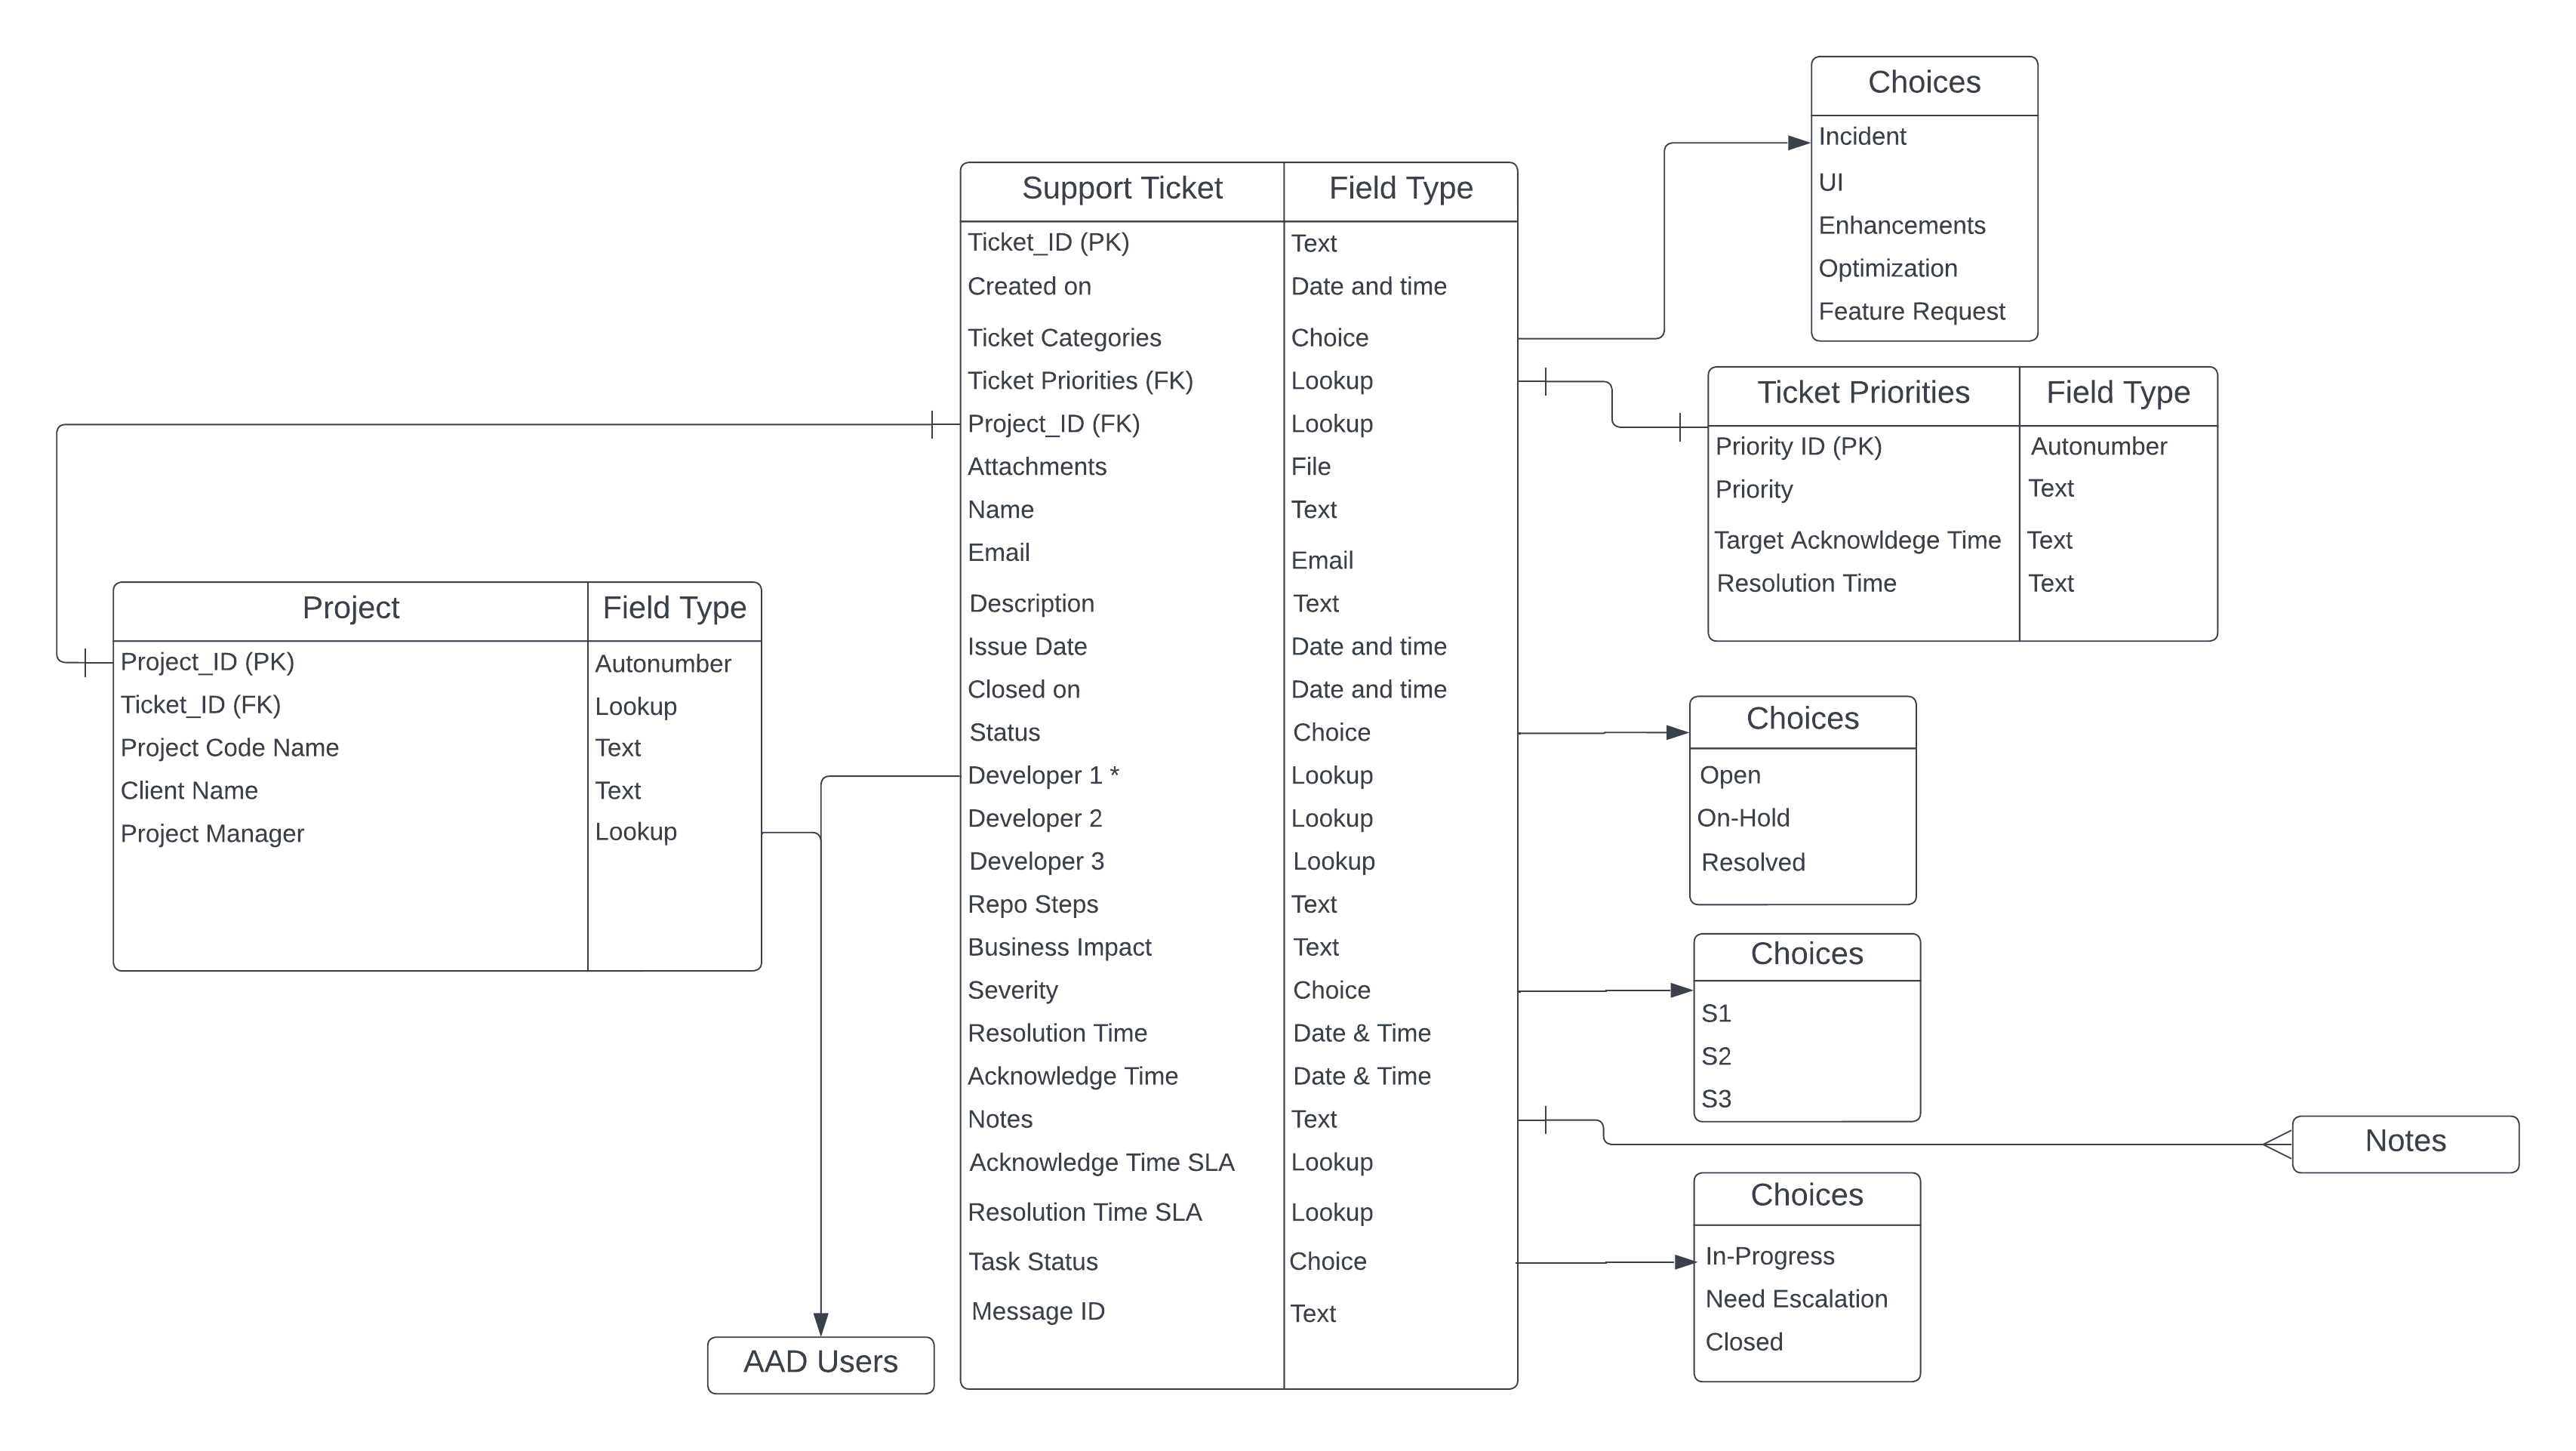 Choices
Incident
UI
Enhancements
Optimization
Feature Request
Support Ticket Field Type
Ticket_ID (PK) Text
Created on Date and time
Ticket Categories Choice
Ticket Priorities (FK) Lookup
Project_ID (FK) Lookup
Attachments File
Name Text
Email Email
Description Text
Issue Date Date and time
Closed on Date and time
Status Choice
Developer 1 * Lookup
Developer 2 Lookup
Developer 3 Lookup
Repo Steps Text
Business Impact Text
Severity Choice
Resolution Time Date & Time
Acknowledge Time Date & Time
Notes Text
Acknowledge Time SLA Lookup
Resolution Time SLA Lookup
Task Status Choice
Message ID Text
Ticket Priorities Field Type
Priority ID (PK) Autonumber
Priority Text
Target Acknowldege Time Text
Resolution Time Text
Project Field Type
Project_ID (PK) Autonumber
Ticket_ID (FK) Lookup
Project Code Name Text
Client Name Text
Project Manager Lookup
Choices
Open
On-Hold
Resolved
Choices
S1
S2
S3
Notes
Choices
In-Progress
Need Escalation
Closed
AAD Users